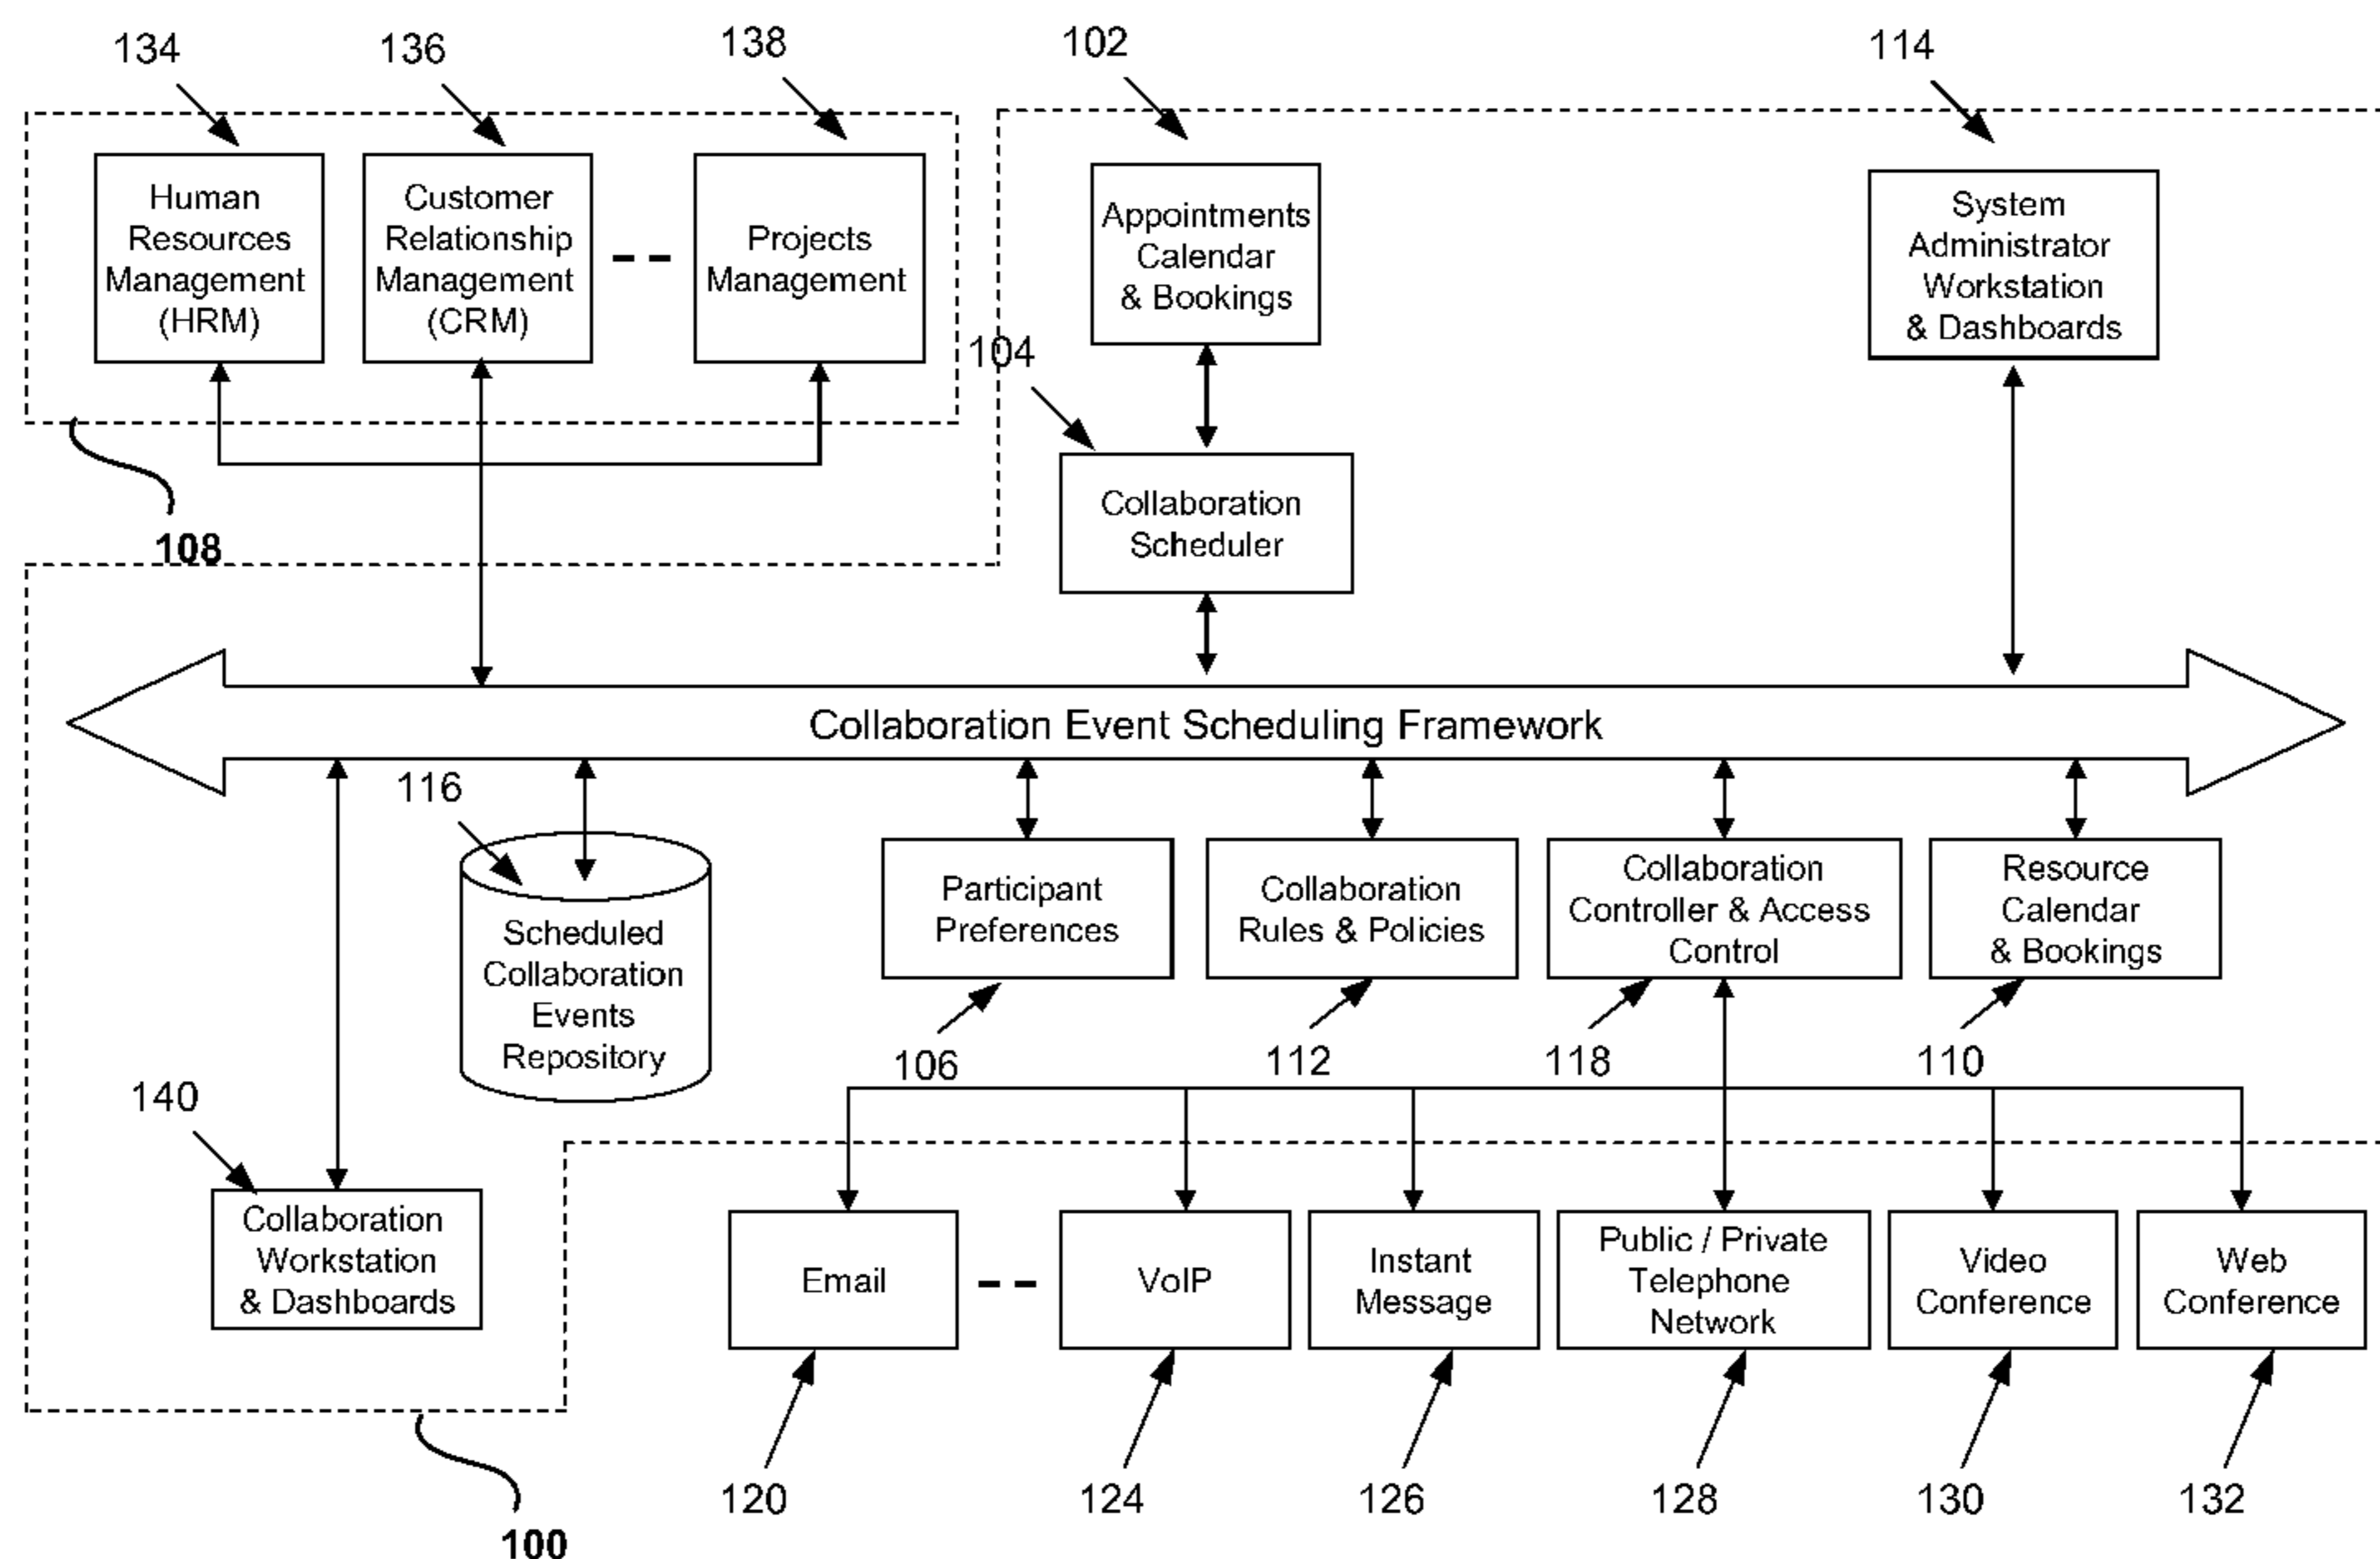 134
136
138
102
114
Human
Resources
Management
(HRM)
Customer
Relationship
Management
(CRM)
Projects
Management
Appointments
Calendar
& Bookings
System
Administrator
Workstation
& Dashboards
104
Collaboration
Scheduler
108
Collaboration Event Scheduling Framework
116
Scheduled
Collaboration
Events
Repository
Participant
Preferences
Collaboration
Rules & Policies
Collaboration
Controller & Access
Control
Resource
Calendar
& Bookings
106
112
118
110
140
Collaboration
Workstation
& Dashboards
Email
VoIP
Instant
Message
Public / Private
Telephone
Network
Video
Conference
Web
Conference
120
124
126
128
130
132
100